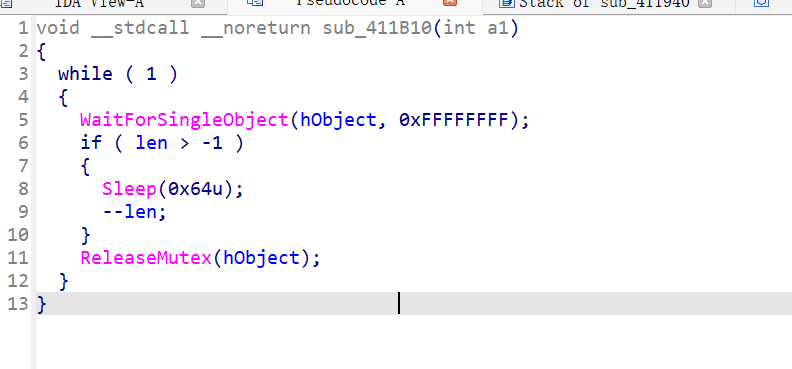 IDA View-A Pseudocode A Stack of sub_411940
1 void __stdcall __noreturn sub_411B10(int a1)
2 {
3 while ( 1 )
4 {
5 WaitForSingleObject(hObject, 0xFFFFFFFF);
6 if ( len > -1 )
7 {
8 Sleep(0x64u);
9 --len;
10 }
11 ReleaseMutex(hObject);
12 }
13 }